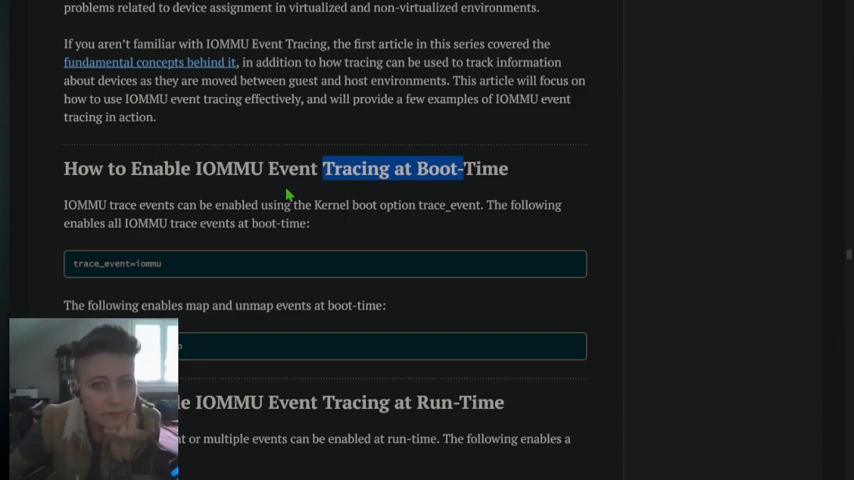 problems related to device assignment in virtualized and non-virtualized environments.
If you aren't familiar with IOMMU Event Tracing, the first article in this series covered the
fundamental concepts behind it, in addition to how tracing can be used to track information
about devices as they are moved between guest and host environments. This article will focus on
how to use IOMMU event tracing effectively, and will provide a few examples of IOMMU event
tracing in action.
How to Enable IOMMU Event Tracing at Boot-Time
IOMMU trace events can be enabled using the Kernel boot option trace_event. The following
enables all IOMMU trace events at boot-time:
trace_event=iommu
The following enables map and unmap events at boot-time:
p
le IOMMU Event Tracing at Run-Time
nt or multiple events can be enabled at run-time. The following enables a